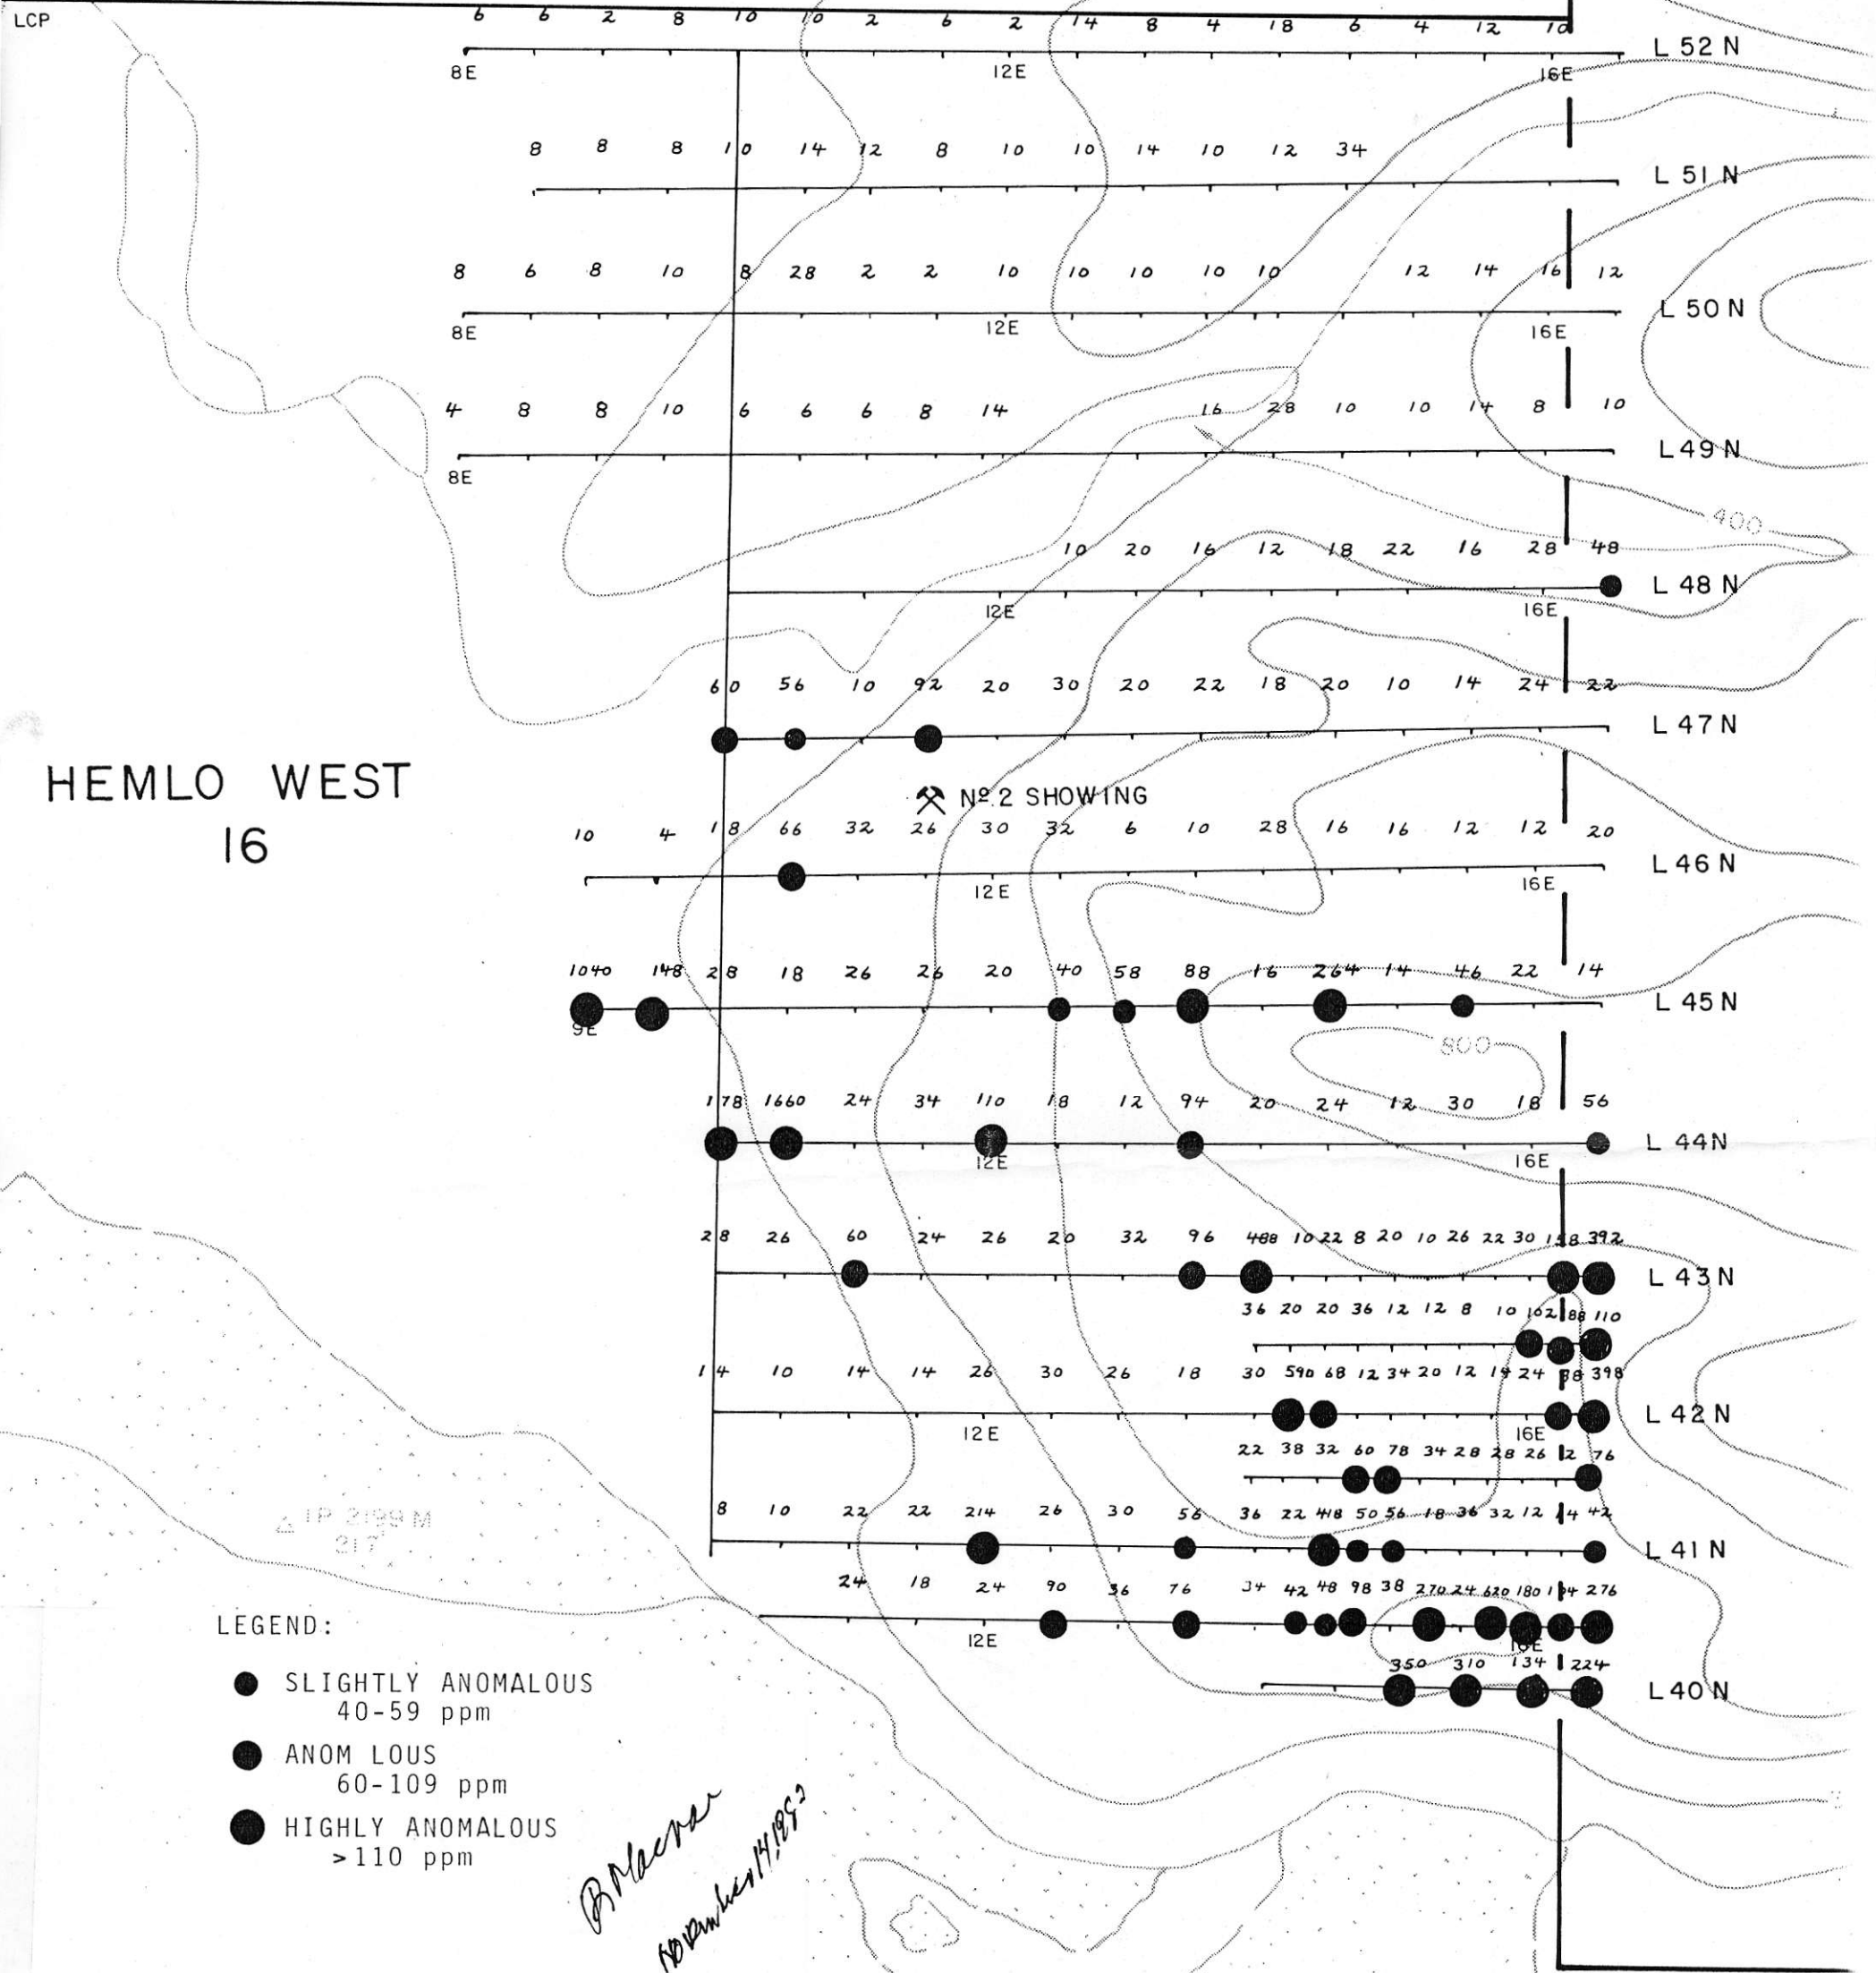 LCP
6 6 2 8 10 10 2 6 2 14 8 4 18 6 4 12 10
L 52 N
8E 12E 16E
8 8 8 10 14 12 8 10 10 14 10 12 34
L 51 N
8 6 8 10 8 28 2 2 10 10 10 10 10 12 14 16 12
L 50 N
8E 12E 16E
4 8 8 10 6 6 6 8 14 16 28 10 10 14 8 10
L 49 N
8E
400
10 20 16 12 18 22 16 28 48
L 48 N
12E 16E
60 56 10 92 20 30 20 22 18 20 10 14 24 22
L 47 N
HEMLO WEST
16
Nº 2 SHOWING
10 4 18 66 32 26 30 32 6 10 28 16 16 12 12 20
L 46 N
12E 16E
1040 148 28 18 26 26 20 40 58 88 16 264 14 46 22 14
L 45 N
9E
800
178 1660 24 34 110 18 12 94 20 24 12 30 18 56
L 44 N
12E 16E
28 26 60 24 26 20 32 96 488 10 22 8 20 10 26 22 30 158 392
L 43 N
36 20 20 36 12 12 8 10 102 88 110
14 10 14 14 26 30 26 18 30 590 68 12 34 20 12 14 24 88 398
L 42 N
12E 16E
22 38 32 60 78 34 28 28 26 12 76
8 10 22 22 214 26 30 56 36 22 418 50 56 18 36 32 12 14 42
L 41 N
24 18 24 90 36 76 34 42 48 98 38 270 24 620 180 104 276
12E 16E
350 310 134 224
L 40 N
△ IP 2199 M
217
LEGEND:
SLIGHTLY ANOMALOUS
40-59 ppm
ANOM LOUS
60-109 ppm
HIGHLY ANOMALOUS
>110 ppm
November 14,